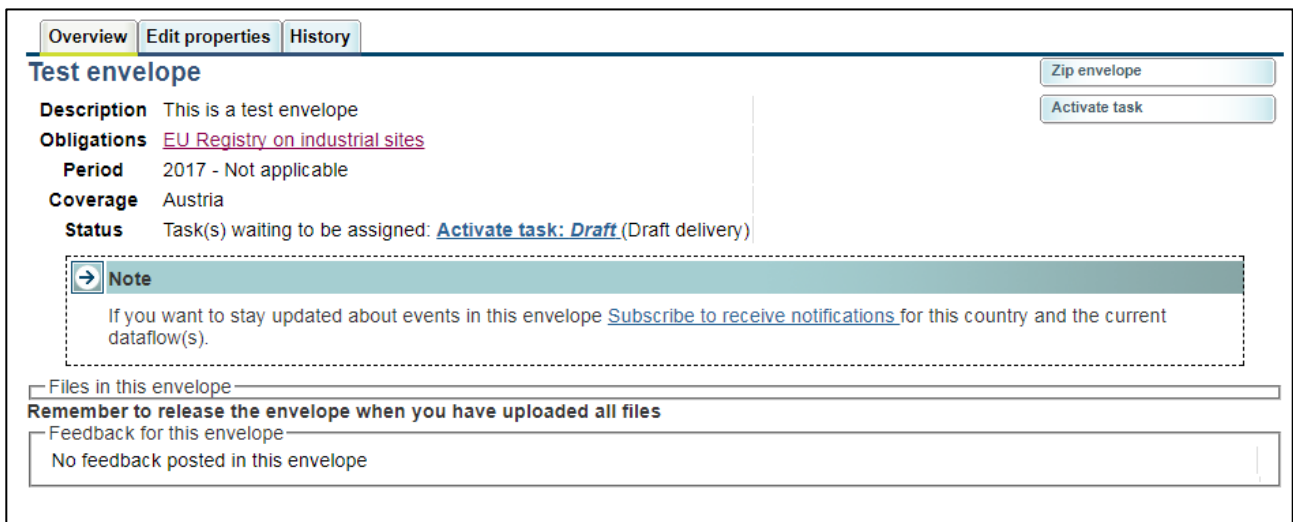 Overview Edit properties History
Test envelope
Zip envelope
Activate task
Description This is a test envelope
Obligations EU Registry on industrial sites
Period 2017 - Not applicable
Coverage Austria
Status Task(s) waiting to be assigned: Activate task: Draft (Draft delivery)
Note
If you want to stay updated about events in this envelope Subscribe to receive notifications for this country and the current
dataflow(s).
Files in this envelope
Remember to release the envelope when you have uploaded all files
Feedback for this envelope
No feedback posted in this envelope